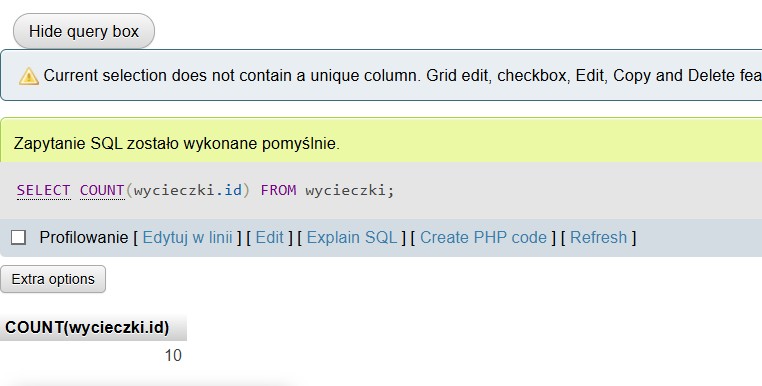 Hide query box
Current selection does not contain a unique column. Grid edit, checkbox, Edit, Copy and Delete fea
Zapytanie SQL zostało wykonane pomyślnie.
SELECT COUNT(wycieczki.id) FROM wycieczki;
Profilowanie [ Edytuj w linii ] [ Edit ] [ Explain SQL ] [ Create PHP code ] [ Refresh ]
Extra options
COUNT(wycieczki.id)
10